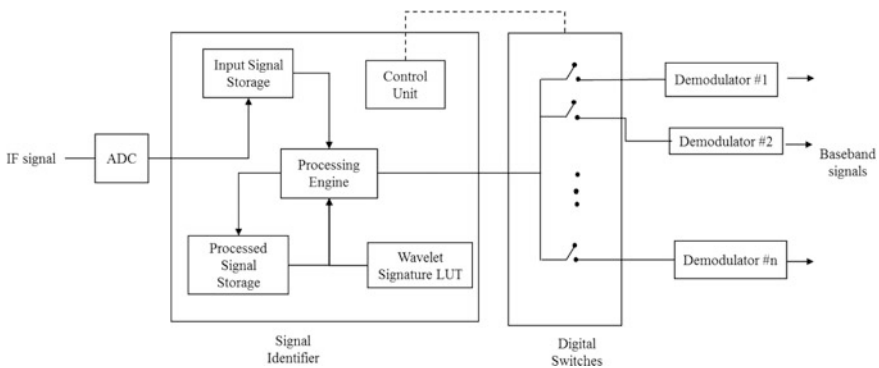 IF signal
ADC
Input Signal
Storage
Control
Unit
Processing
Engine
Processed
Signal
Storage
Wavelet
Signature LUT
Signal
Identifier
Digital
Switches
Demodulator #1
Demodulator #2
Demodulator #n
Baseband
signals